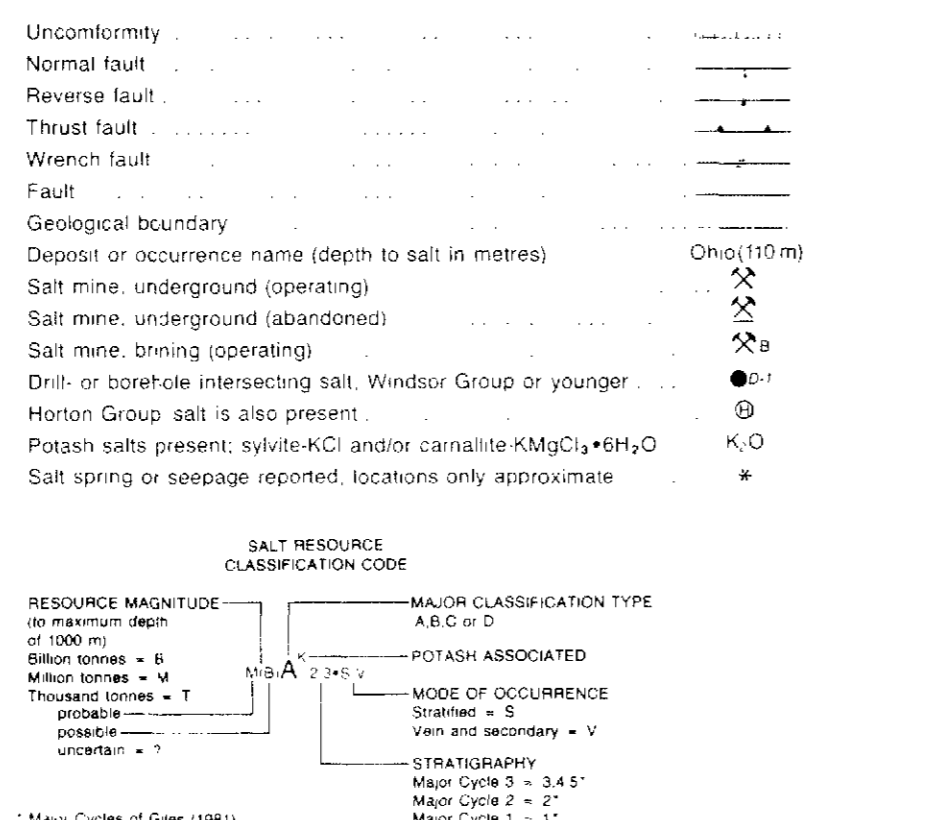 Uncomformity
Normal fault
Reverse fault
Thrust fault
Wrench fault
Fault
Geological boundary
Deposit or occurrence name (depth to salt in metres) Ohio(110 m)
Salt mine, underground (operating)
Salt mine, underground (abandoned)
Salt mine, brining (operating) B
Drill- or borehole intersecting salt, Windsor Group or younger D-1
Horton Group salt is also present H
Potash salts present; sylvite-KCl and/or carnallite-KMgCl₃•6H₂O K₂O
Salt spring or seepage reported, locations only approximate *
SALT RESOURCE
CLASSIFICATION CODE
RESOURCE MAGNITUDE
(to maximum depth
of 1000 m)
Billion tonnes = B
Million tonnes = M
Thousand tonnes = T
probable
possible
uncertain = ?
A K 2 3•S V
MAJOR CLASSIFICATION TYPE
A,B,C or D
POTASH ASSOCIATED
MODE OF OCCURRENCE
Stratified = S
Vein and secondary = V
STRATIGRAPHY
Major Cycle 3 = 3.4 5*
Major Cycle 2 = 2*
Major Cycle 1 = 1*
* Major Cycles of Giles (1981)